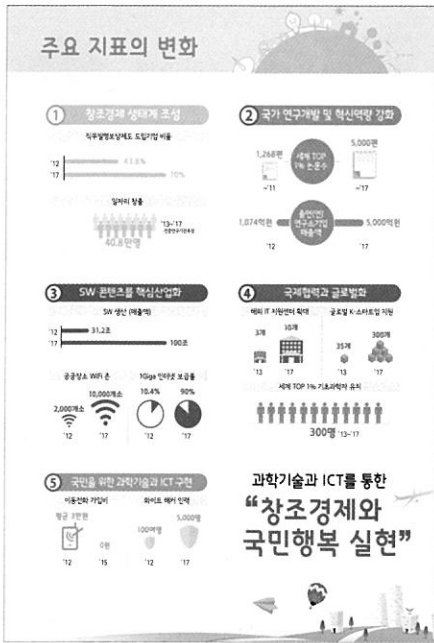 주요 지표의 변화
① 창조경제 생태계 조성
직무발명보상제도 도입기업 비율
'12 43.8%
'17 70%
일자리 창출
40.8만명 '13~'17
② 국가 연구개발 및 혁신역량 강화
1,268편 세계 TOP 5,000편
1% 논문수
~'11 ~'17
출연(연)
1,074억원 연구소기업 5,000억원
매출액
'12 '17
③ SW·콘텐츠를 핵심산업화
SW 생산 (매출액)
'12 31.2조
'17 100조
공공장소 WiFi 존 1Giga 인터넷 보급률
2,000개소 10,000개소 10.4% 90%
'12 '17 '12 '17
④ 국제협력과 글로벌화
해외 IT 지원센터 확대 글로벌 K-스타트업 지원
3개 10개 35개 300개
'12 '17 '13 '17
세계 TOP 1% 기초과학자 유치
300명 '13~'17
⑤ 국민을 위한 과학기술과 ICT 구현
이동전화 가입비 화이트 해커 인력
평균 3만원 0원 100여명 5,000명
'12 '15 '12 '17
과학기술과 ICT를 통한
“창조경제와
국민행복 실현”